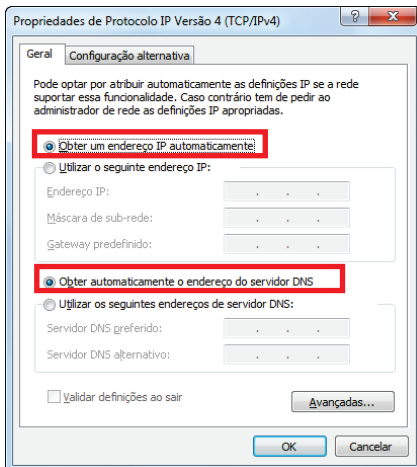 Propriedades de Protocolo IP Versão 4 (TCP/IPv4)
Geral
Configuração alternativa
Pode optar por atribuir automaticamente as definições IP se a rede
suportar essa funcionalidade. Caso contrário tem de pedir ao
administrador de rede as definições IP apropriadas.
Obter um endereço IP automaticamente
Utilizar o seguinte endereço IP:
Endereço IP:
Máscara de sub-rede:
Gateway predefinido:
Obter automaticamente o endereço do servidor DNS
Utilizar os seguintes endereços de servidor DNS:
Servidor DNS preferido:
Servidor DNS alternativo:
Validar definições ao sair
Avançadas...
OK
Cancelar